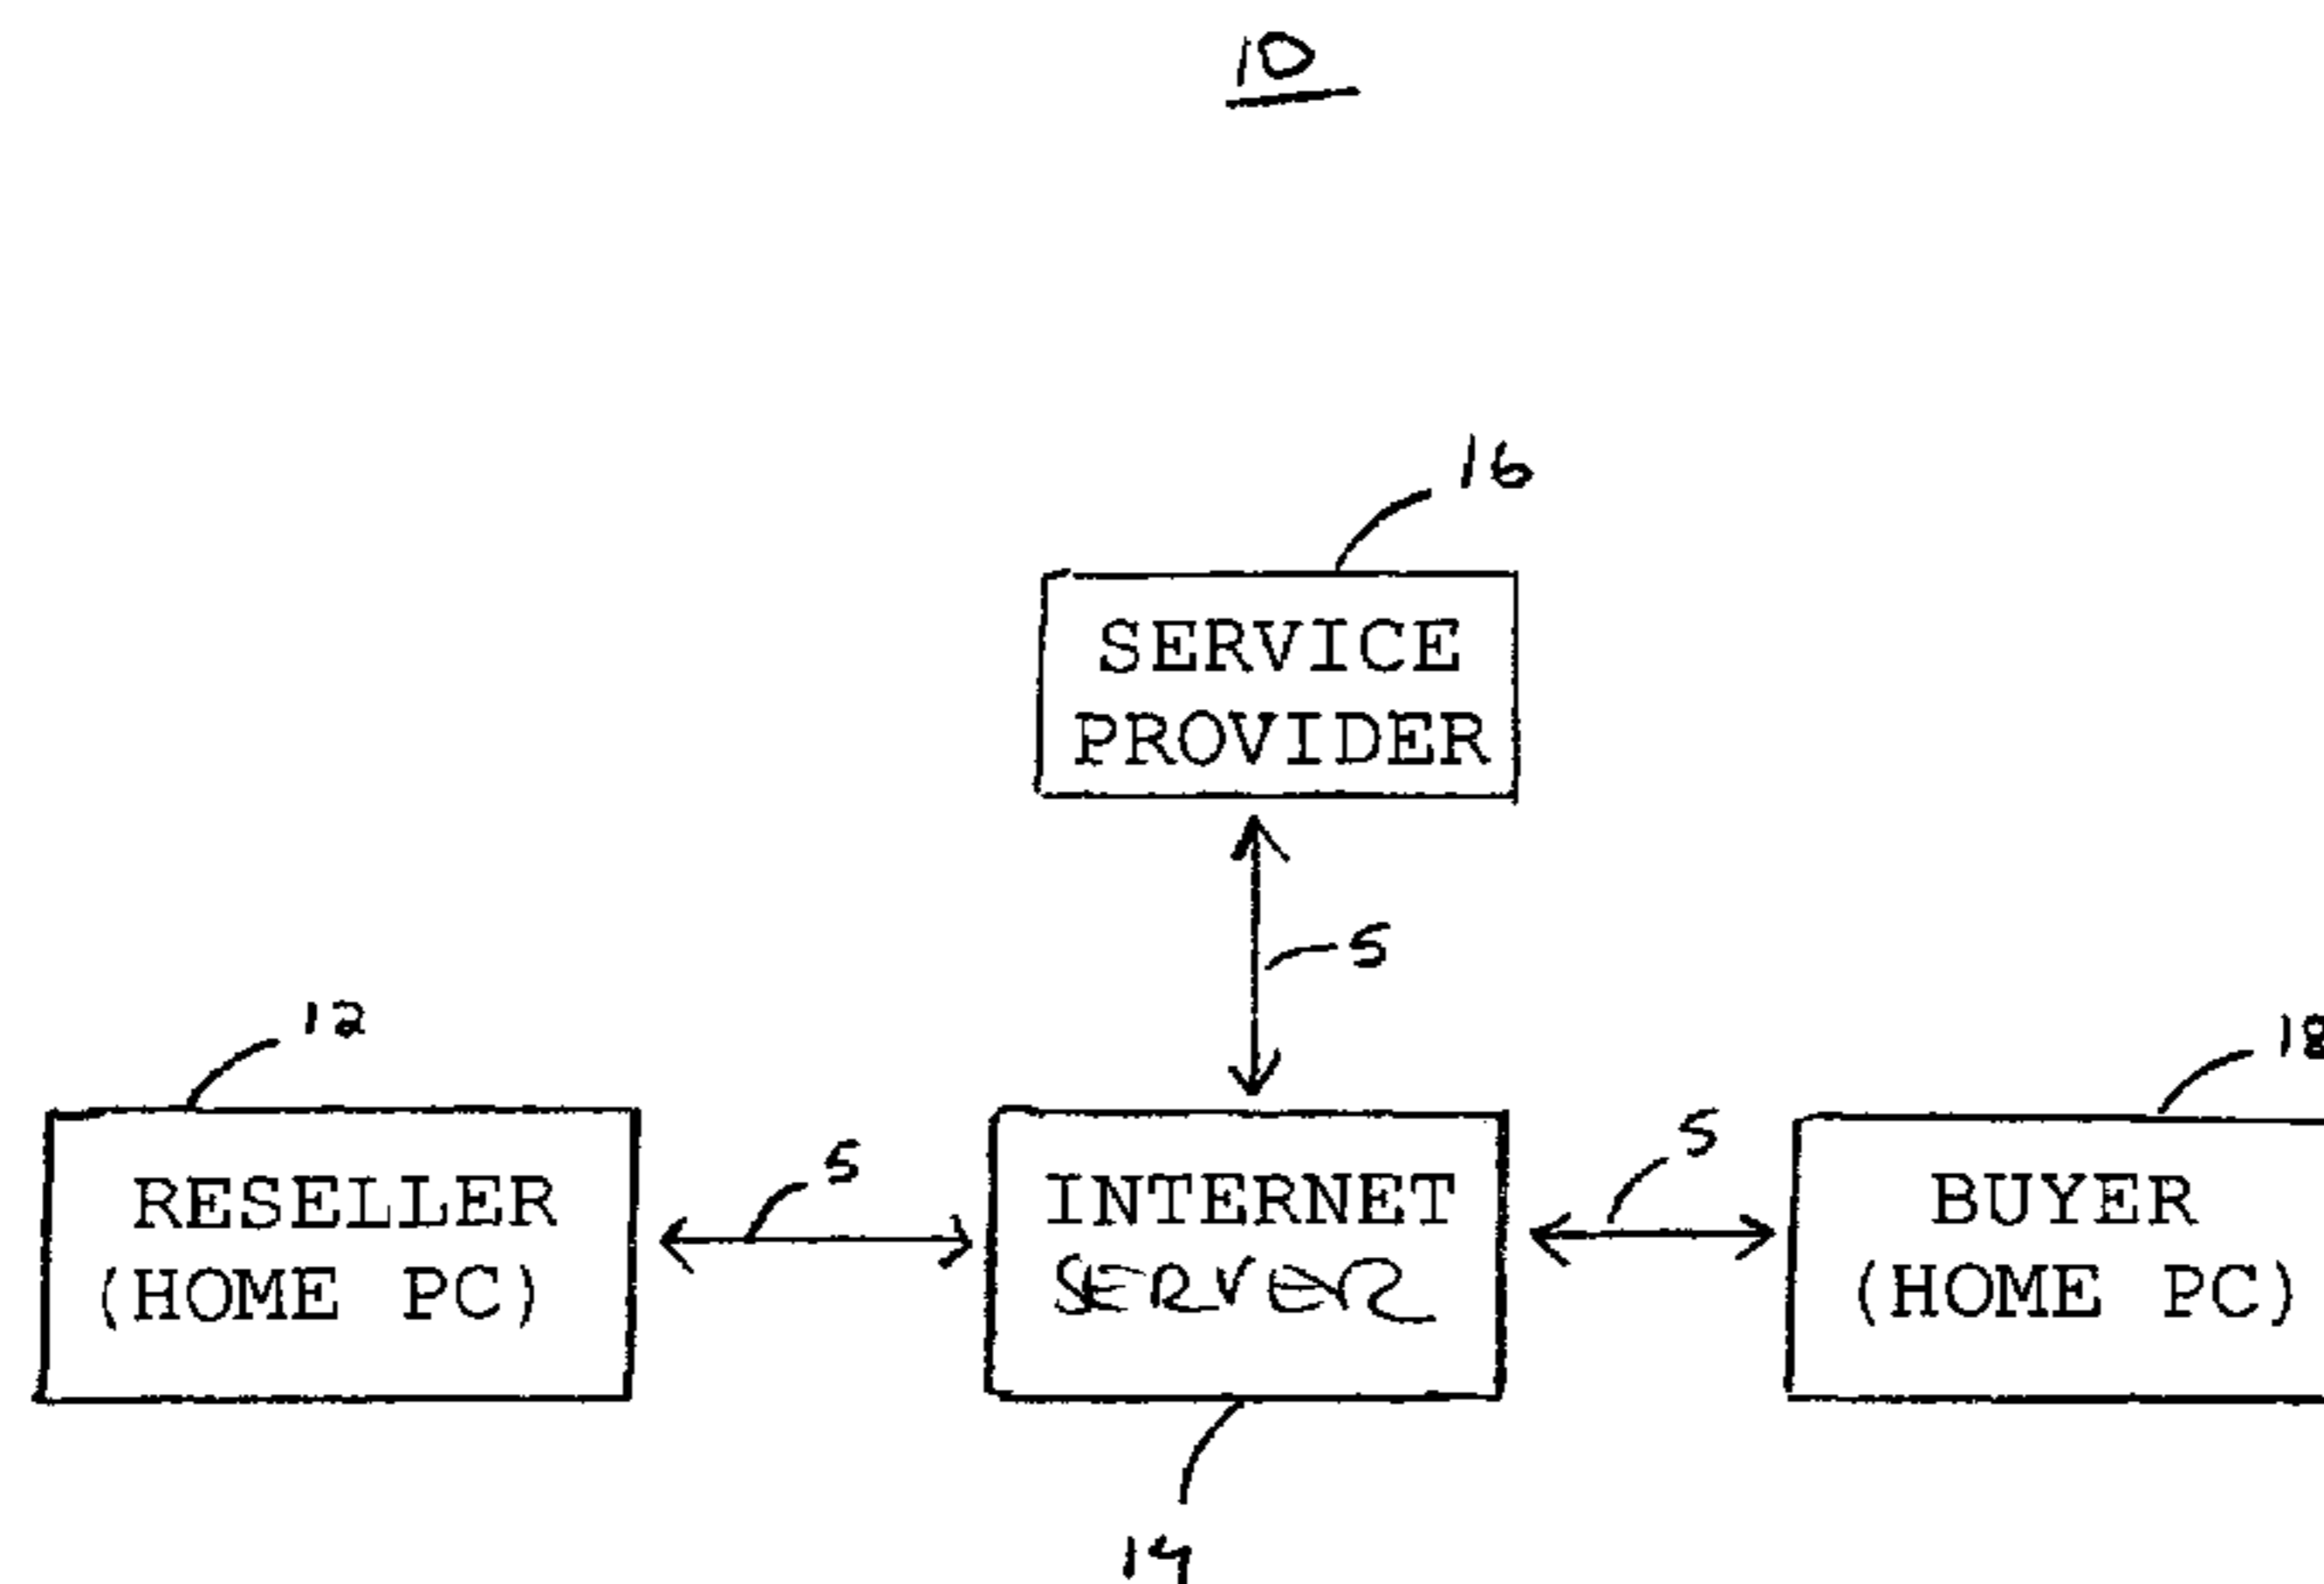 10
16
SERVICE
PROVIDER
5
12
18
5
5
RESELLER
(HOME PC)
INTERNET
SERVER
BUYER
(HOME PC)
14